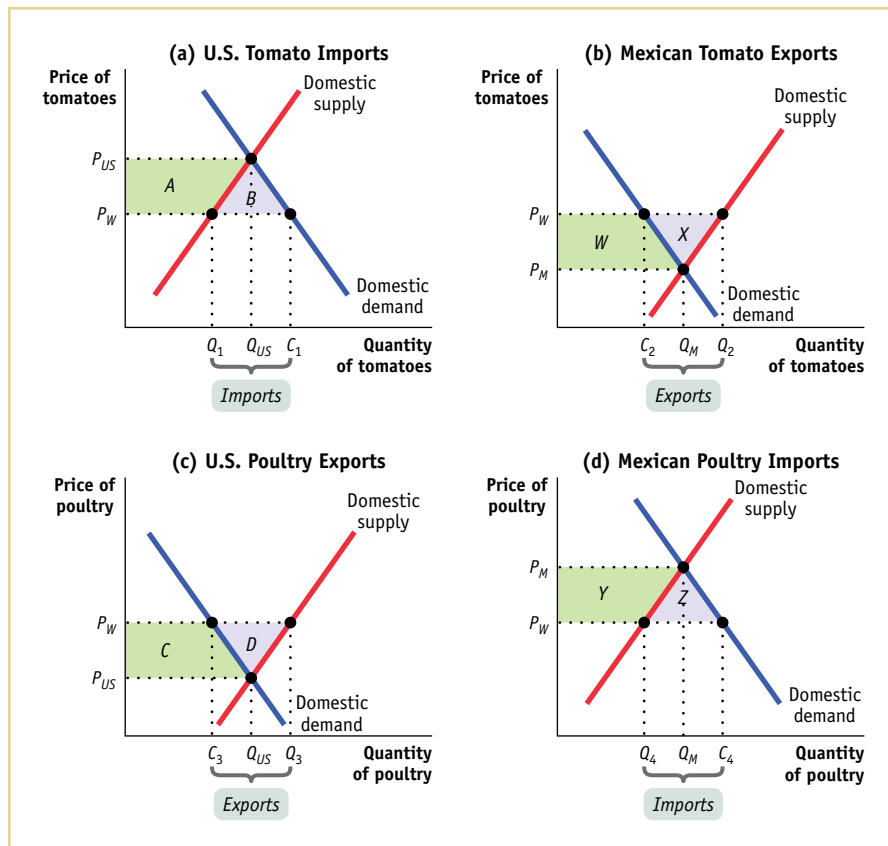 (a) U.S. Tomato Imports
Price of
tomatoes
Domestic
supply
P_US
A
B
P_W
Domestic
demand
Q_1 Q_US C_1
Quantity
of tomatoes
Imports
(b) Mexican Tomato Exports
Price of
tomatoes
Domestic
supply
P_W
W
X
P_M
Domestic
demand
C_2 Q_M Q_2
Quantity
of tomatoes
Exports
(c) U.S. Poultry Exports
Price of
poultry
Domestic
supply
P_W
C
D
P_US
Domestic
demand
C_3 Q_US Q_3
Quantity
of poultry
Exports
(d) Mexican Poultry Imports
Price of
poultry
Domestic
supply
P_M
Y
Z
P_W
Domestic
demand
Q_4 Q_M C_4
Quantity
of poultry
Imports